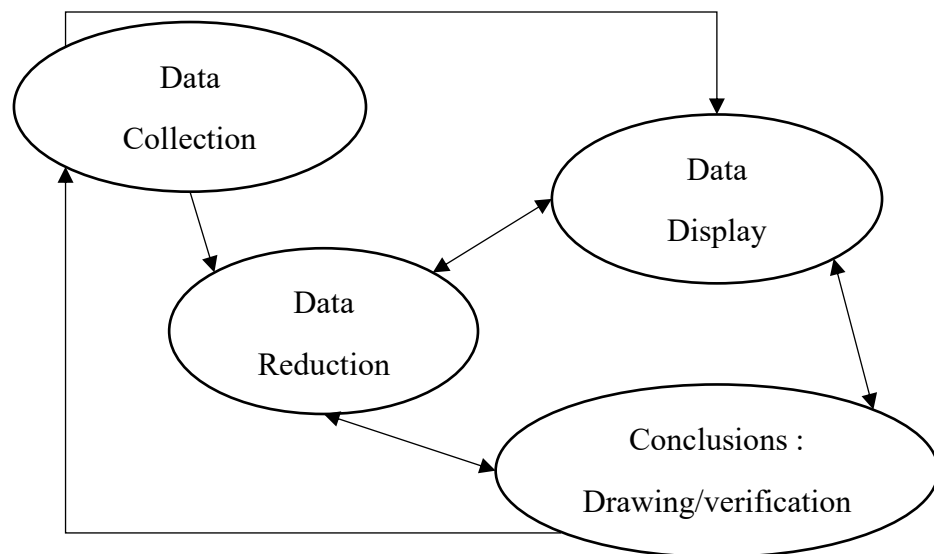 Data
Collection
Data
Display
Data
Reduction
Conclusions :
Drawing/verification